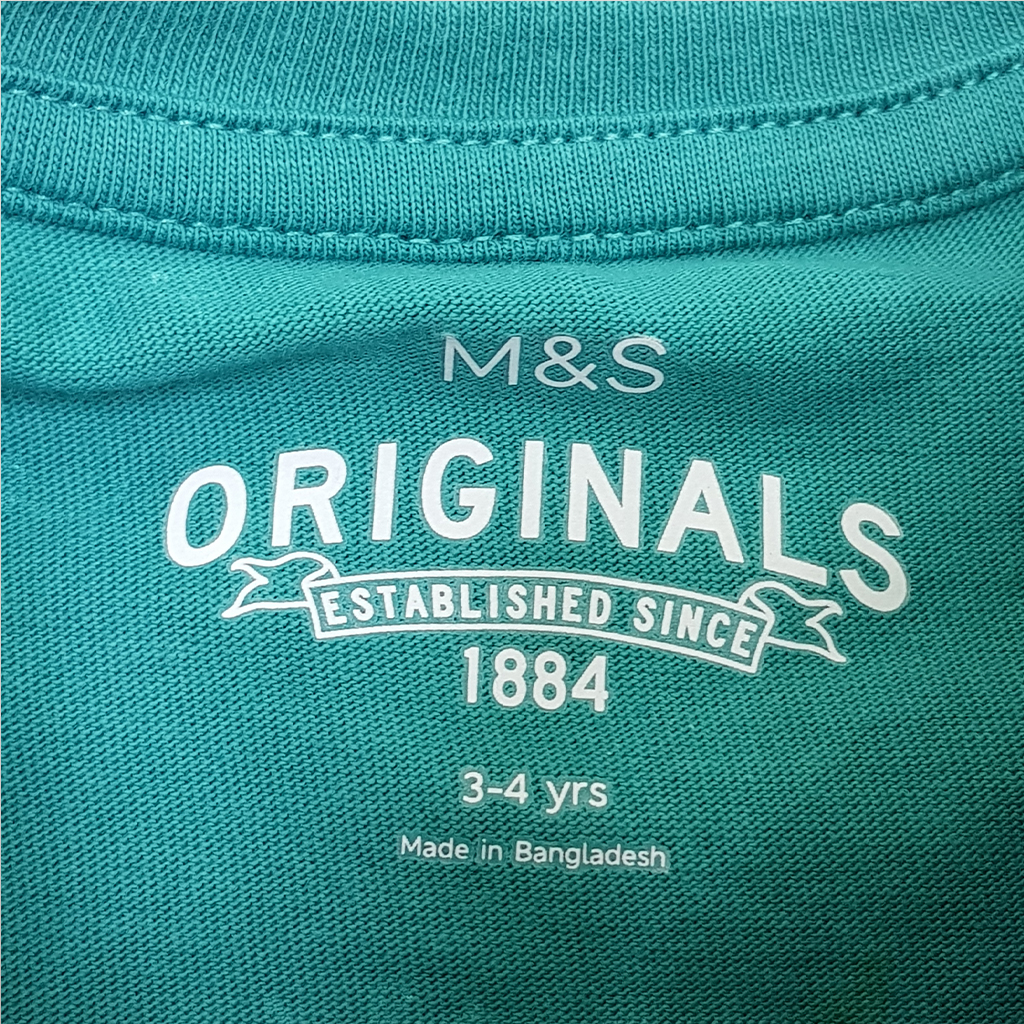 M&S
ORIGINALS
ESTABLISHED SINCE
1884
3-4 yrs
Made in Bangladesh